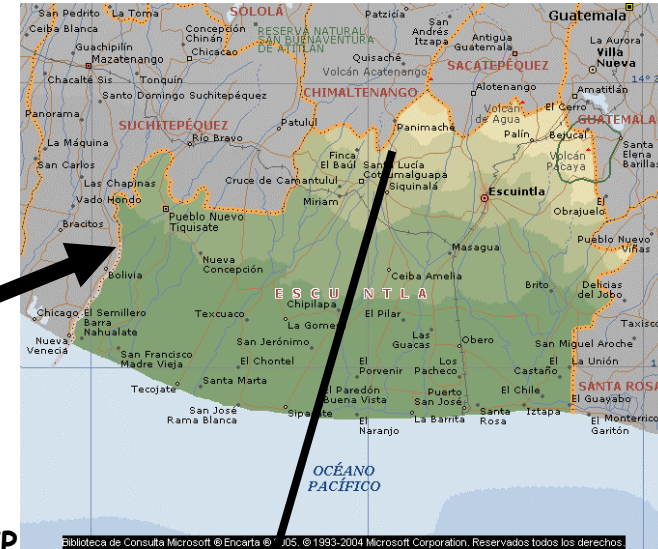 San Pedro
La Toma
SOLOLÁ
Patzicía
San
Andrés
Itzapa
Guatemala
Ceiba Blanca
Concepción
Chinán
RESERVA NATURAL
SAN BUENAVENTURA
DE ATITLÁN
Antigua
Guatemala
La Aurora
Villa
Nueva
Guachipilín
Mazatenango
Chicacao
Quisaché
Volcán Acatenango
SACATEPÉQUEZ
Chacalté Sis
Tonquín
Santo Domingo Suchitepéquez
CHIMALTENANGO
Alotenango
Amatitlán
14°
Panorama
SUCHITEPÉQUEZ
Patulul
Panimaché
Volcán
de Agua
El Cerro
GUATEMALA
La Máquina
Río Bravo
Palín
Bejucal
Santa
Elena
Barillas
San Carlos
Finca
El Baúl
Santa Lucía
Cotzumalguapa
Volcán
Pacaya
Las Chapinas
Cruce de Camantulul
Siquinalá
Escuintla
Vado Hondo
Miriam
El
Obrajuelo
Bracitos
Pueblo Nuevo
Tiquisate
Masagua
Pueblo Nuevo
Viñas
Nueva
Concepción
Bolivia
Ceiba Amelia
Brito
Delicias
del Jobo
ESCUINTLA
Chicago
El Semillero
Barra
Nahualate
Texcuaco
Chipilapa
La Gomera
El Pilar
Taxisco
Nueva
Venecia
San Jerónimo
Las
Guacas
Obero
San Miguel Aroche
San Francisco
Madre Vieja
El Chontel
El
Porvenir
Los
Pacheco
El
Castaño
La Unión
Santa Marta
Tecojate
El Paredón
Buena Vista
Puerto
San José
El Chile
SANTA ROSA
El Guayabo
San José
Rama Blanca
Sipacate
El
Naranjo
La Barrita
Santa
Rosa
Iztapa
Monterrico
El
Garitón
OCÉANO
PACÍFICO
Biblioteca de Consulta Microsoft ® Encarta ® ´ J05. © 1993-2004 Microsoft Corporation. Reservados todos los derechos.